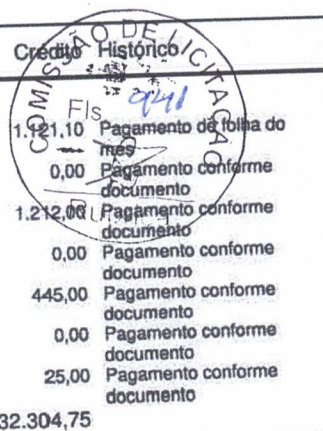 Crédito Histórico
COMISSÃO DE LICITAÇÃO
Fls
1.121,10 Pagamento de folha do
mês
0,00 Pagamento conforme
documento
1.212,00 Pagamento conforme
documento
0,00 Pagamento conforme
documento
445,00 Pagamento conforme
documento
0,00 Pagamento conforme
documento
25,00 Pagamento conforme
documento
32.304,75